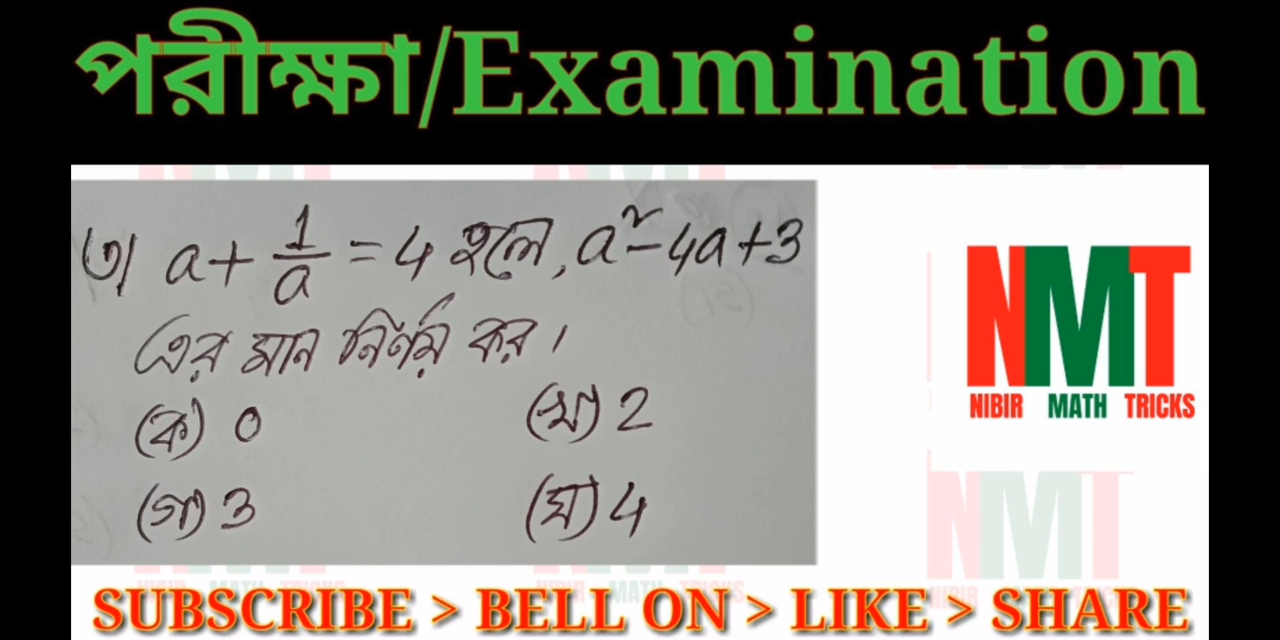 পরীক্ষা/Examination
৩) a + 1/a = 4 হলে, a² - 4a + 3
এর মান নির্ণয় কর।
(ক) 0 (খ) 2
(গ) 3 (ঘ) 4
NMT
NIBIR MATH TRICKS
SUBSCRIBE > BELL ON > LIKE > SHARE